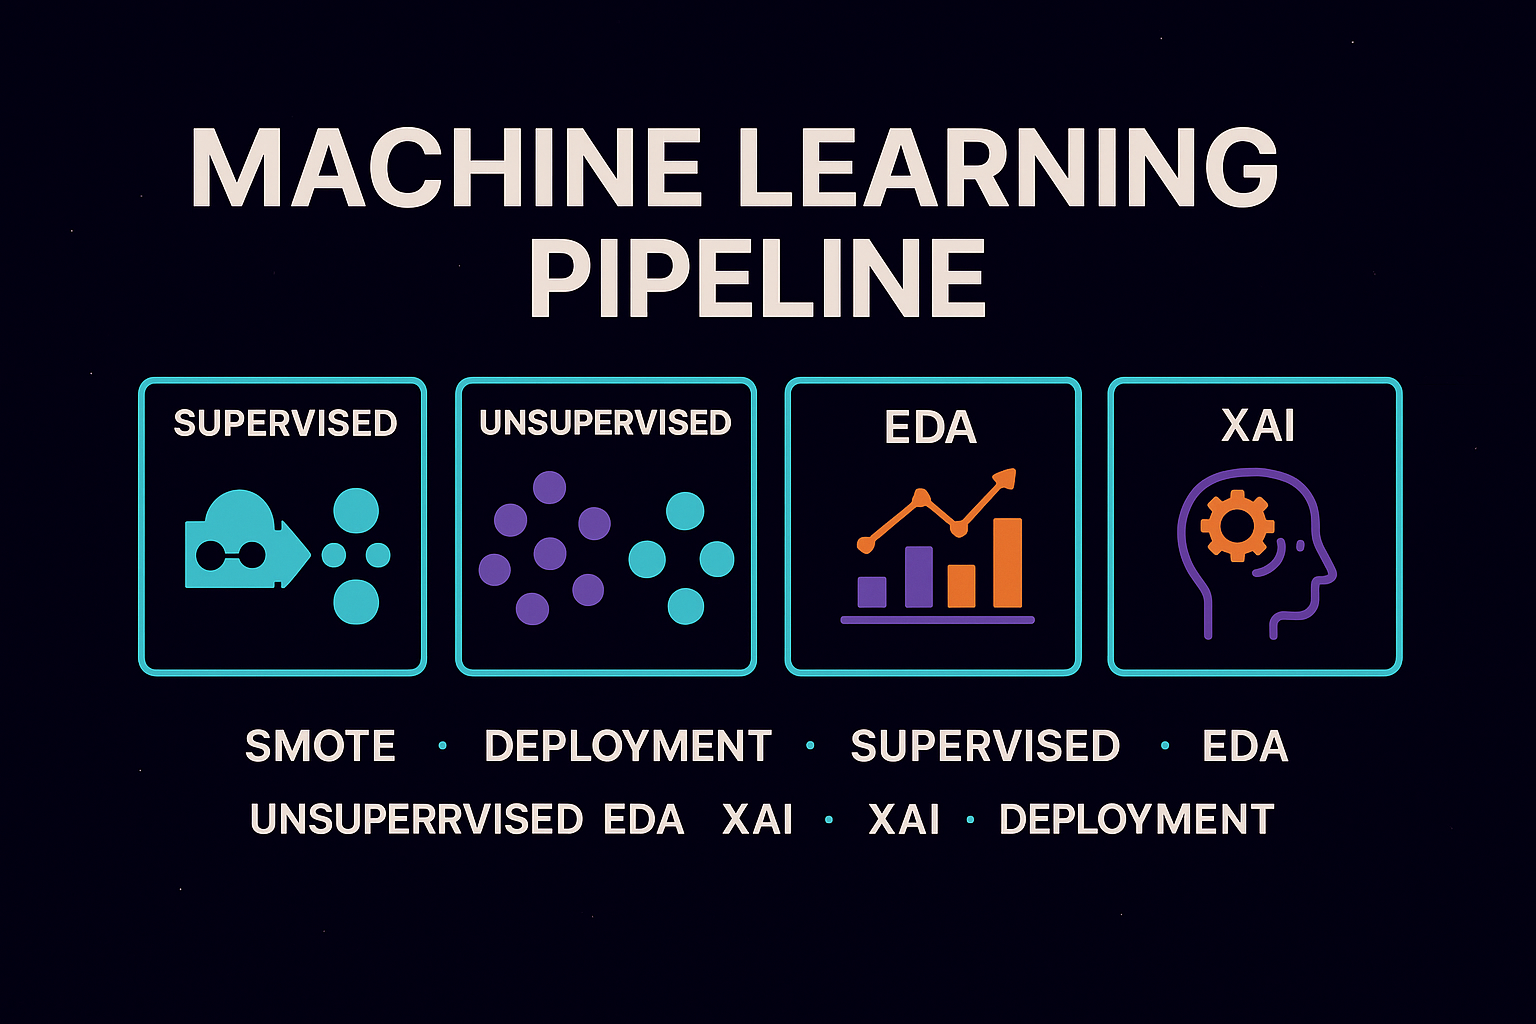 MACHINE LEARNING
PIPELINE
SUPERVISED
UNSUPERVISED
EDA
XAI
SMOTE · DEPLOYMENT · SUPERVISED · EDA
UNSUPERRVISED EDA XAI · XAI · DEPLOYMENT